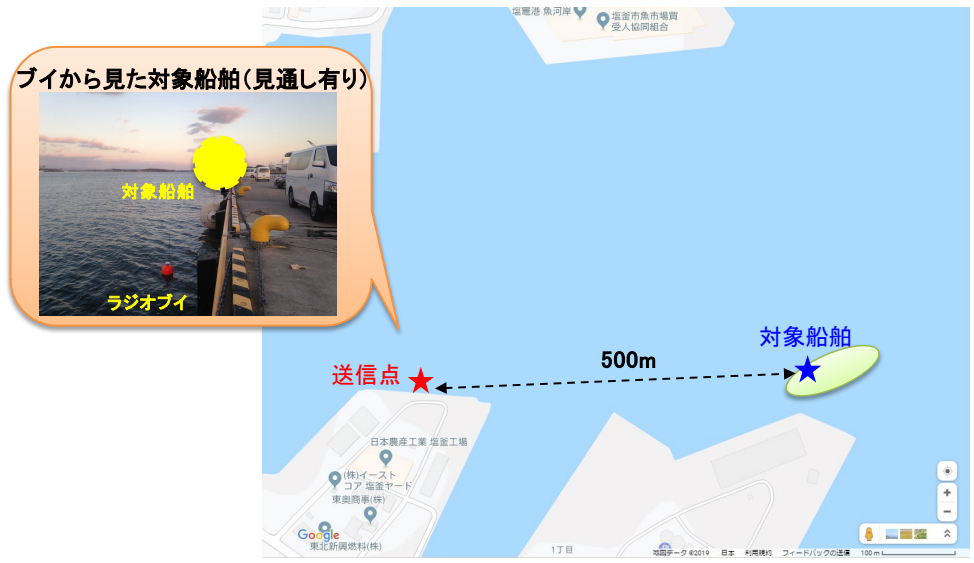 塩竈港 魚河岸
塩釜市魚市場買
受人協同組合
ブイから見た対象船舶（見通し有り）
対象船舶
ラジオブイ
対象船舶
500m
送信点
日本農産工業 塩釜工場
(株)イースト
コア 塩釜ヤード
東奥商事(株)
Google
東北新興燃料(株)
1丁目
地図データ ©2019 日本 利用規約 フィードバックの送信 100 m